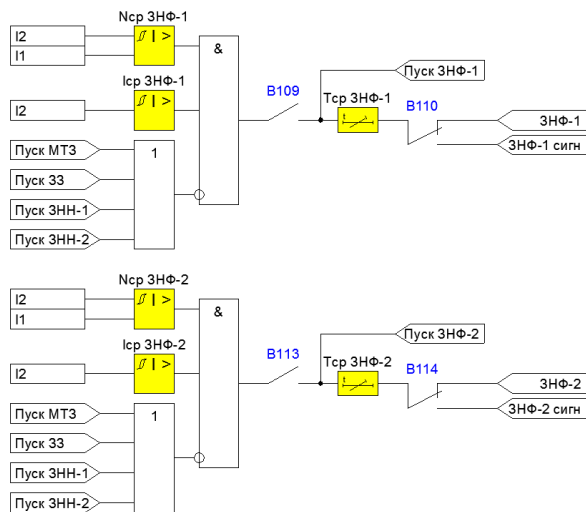 Nср ЗНФ-1
I2
I1
I >
&
Iср ЗНФ-1
I2
I >
Пуск МТЗ
Пуск ЗЗ
Пуск ЗНН-1
Пуск ЗНН-2
1
B109
Пуск ЗНФ-1
Tср ЗНФ-1
t
B110
ЗНФ-1
ЗНФ-1 сигн
Nср ЗНФ-2
I2
I1
I >
&
Iср ЗНФ-2
I2
I >
Пуск МТЗ
Пуск ЗЗ
Пуск ЗНН-1
Пуск ЗНН-2
1
B113
Пуск ЗНФ-2
Tср ЗНФ-2
t
B114
ЗНФ-2
ЗНФ-2 сигн